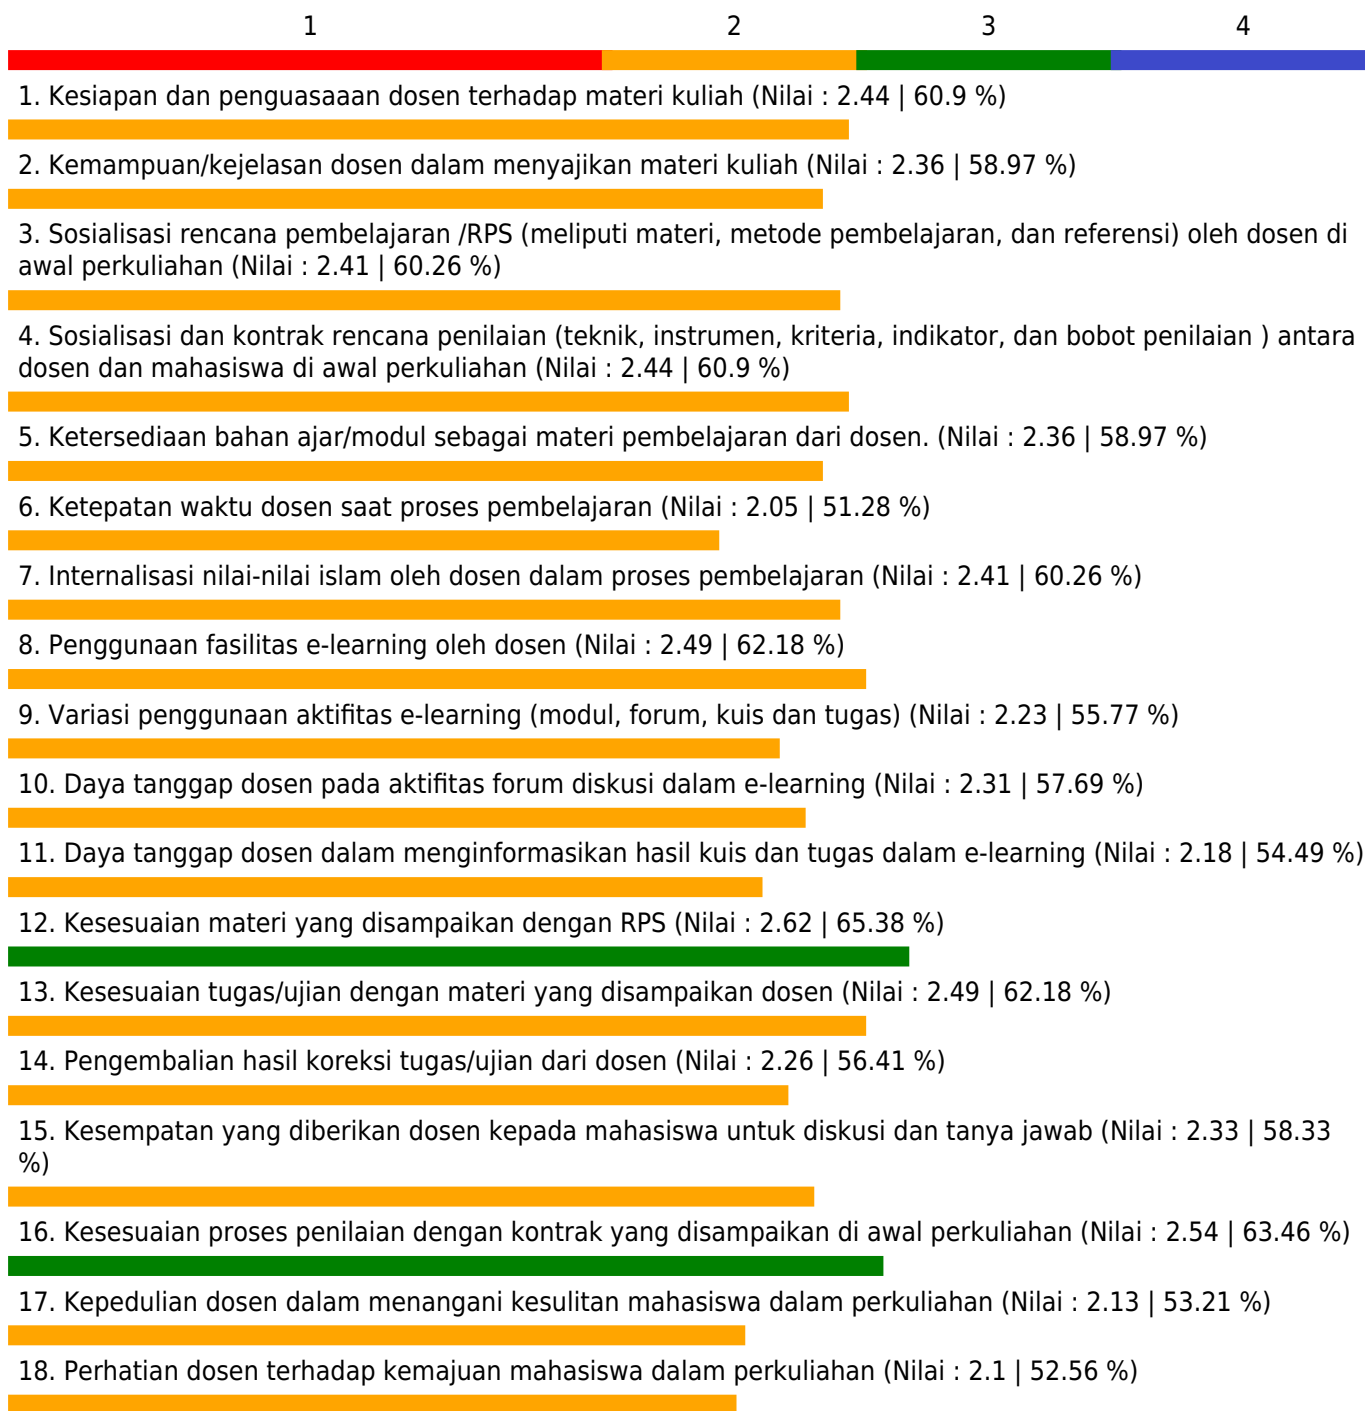 1 2 3 4
1. Kesiapan dan penguasaaan dosen terhadap materi kuliah (Nilai : 2.44 | 60.9 %)
2. Kemampuan/kejelasan dosen dalam menyajikan materi kuliah (Nilai : 2.36 | 58.97 %)
3. Sosialisasi rencana pembelajaran /RPS (meliputi materi, metode pembelajaran, dan referensi) oleh dosen di
awal perkuliahan (Nilai : 2.41 | 60.26 %)
4. Sosialisasi dan kontrak rencana penilaian (teknik, instrumen, kriteria, indikator, dan bobot penilaian ) antara
dosen dan mahasiswa di awal perkuliahan (Nilai : 2.44 | 60.9 %)
5. Ketersediaan bahan ajar/modul sebagai materi pembelajaran dari dosen. (Nilai : 2.36 | 58.97 %)
6. Ketepatan waktu dosen saat proses pembelajaran (Nilai : 2.05 | 51.28 %)
7. Internalisasi nilai-nilai islam oleh dosen dalam proses pembelajaran (Nilai : 2.41 | 60.26 %)
8. Penggunaan fasilitas e-learning oleh dosen (Nilai : 2.49 | 62.18 %)
9. Variasi penggunaan aktifitas e-learning (modul, forum, kuis dan tugas) (Nilai : 2.23 | 55.77 %)
10. Daya tanggap dosen pada aktifitas forum diskusi dalam e-learning (Nilai : 2.31 | 57.69 %)
11. Daya tanggap dosen dalam menginformasikan hasil kuis dan tugas dalam e-learning (Nilai : 2.18 | 54.49 %)
12. Kesesuaian materi yang disampaikan dengan RPS (Nilai : 2.62 | 65.38 %)
13. Kesesuaian tugas/ujian dengan materi yang disampaikan dosen (Nilai : 2.49 | 62.18 %)
14. Pengembalian hasil koreksi tugas/ujian dari dosen (Nilai : 2.26 | 56.41 %)
15. Kesempatan yang diberikan dosen kepada mahasiswa untuk diskusi dan tanya jawab (Nilai : 2.33 | 58.33
%)
16. Kesesuaian proses penilaian dengan kontrak yang disampaikan di awal perkuliahan (Nilai : 2.54 | 63.46 %)
17. Kepedulian dosen dalam menangani kesulitan mahasiswa dalam perkuliahan (Nilai : 2.13 | 53.21 %)
18. Perhatian dosen terhadap kemajuan mahasiswa dalam perkuliahan (Nilai : 2.1 | 52.56 %)